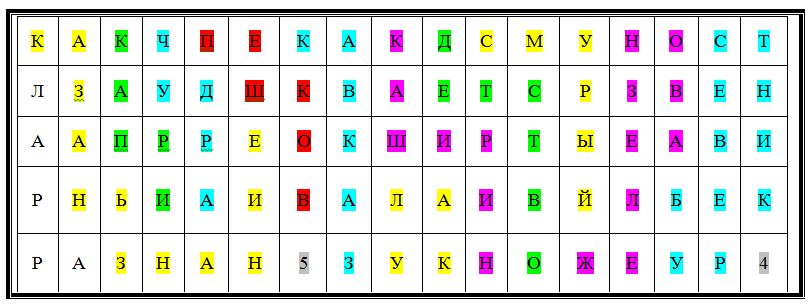 К А К Ч П Е К А К Д С М У Н О С Т
Л З А У Д Ш К В А Е Т С Р З В Е Н
А А П Р Р Е О К Ш И Р Т Ы Е А В И
Р Н Ь И А И В А Л А И В Й Л Б Е К
Р А З Н А Н 5 З У К Н О Ж Е У Р 4